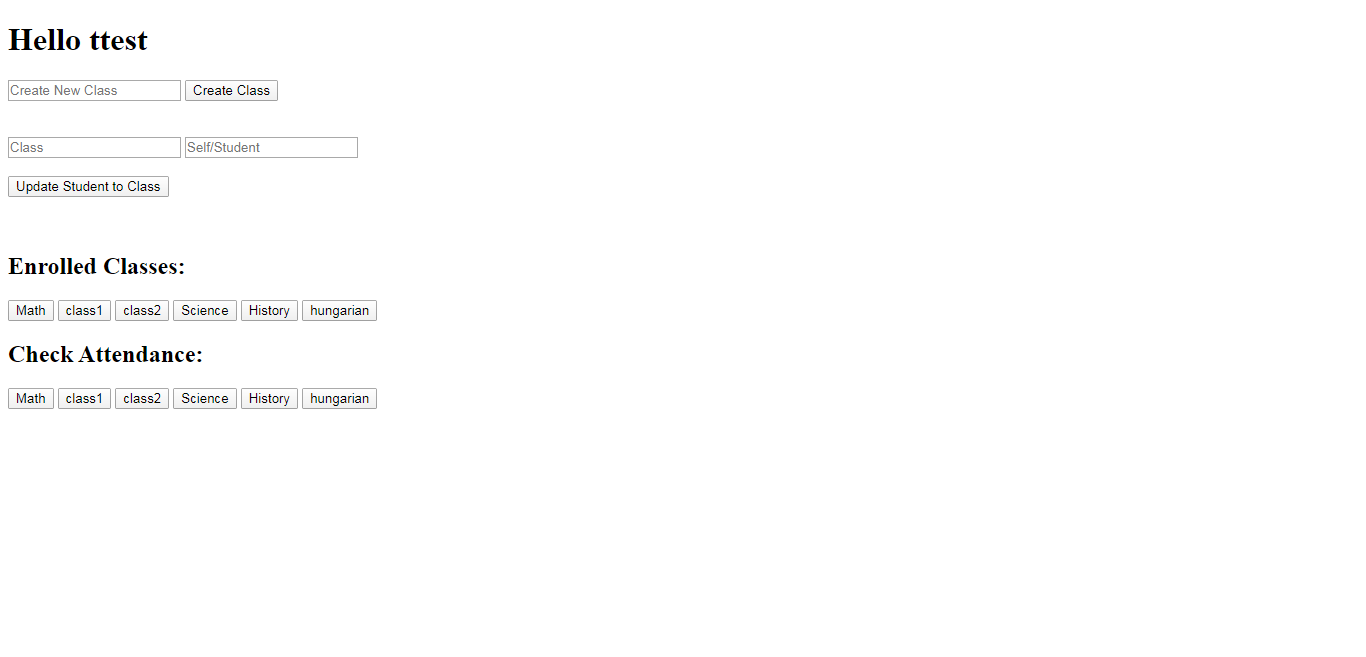 Hello ttest
Create New Class Create Class
Class Self/Student
Update Student to Class
Enrolled Classes:
Math class1 class2 Science History hungarian
Check Attendance:
Math class1 class2 Science History hungarian